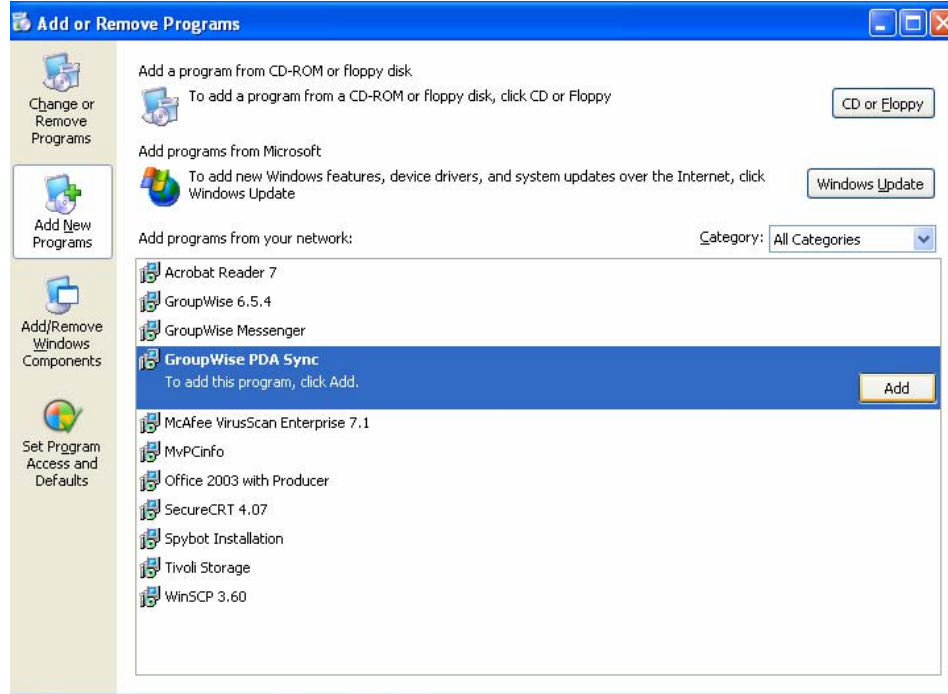 Add or Remove Programs
Change or
Remove
Programs
Add New
Programs
Add/Remove
Windows
Components
Set Program
Access and
Defaults
Add a program from CD-ROM or floppy disk
To add a program from a CD-ROM or floppy disk, click CD or Floppy
CD or Floppy
Add programs from Microsoft
To add new Windows features, device drivers, and system updates over the Internet, click
Windows Update
Windows Update
Add programs from your network:
Category: All Categories
Acrobat Reader 7
GroupWise 6.5.4
GroupWise Messenger
GroupWise PDA Sync
To add this program, click Add.
Add
McAfee VirusScan Enterprise 7.1
MvPCinfo
Office 2003 with Producer
SecureCRT 4.07
Spybot Installation
Tivoli Storage
WinSCP 3.60